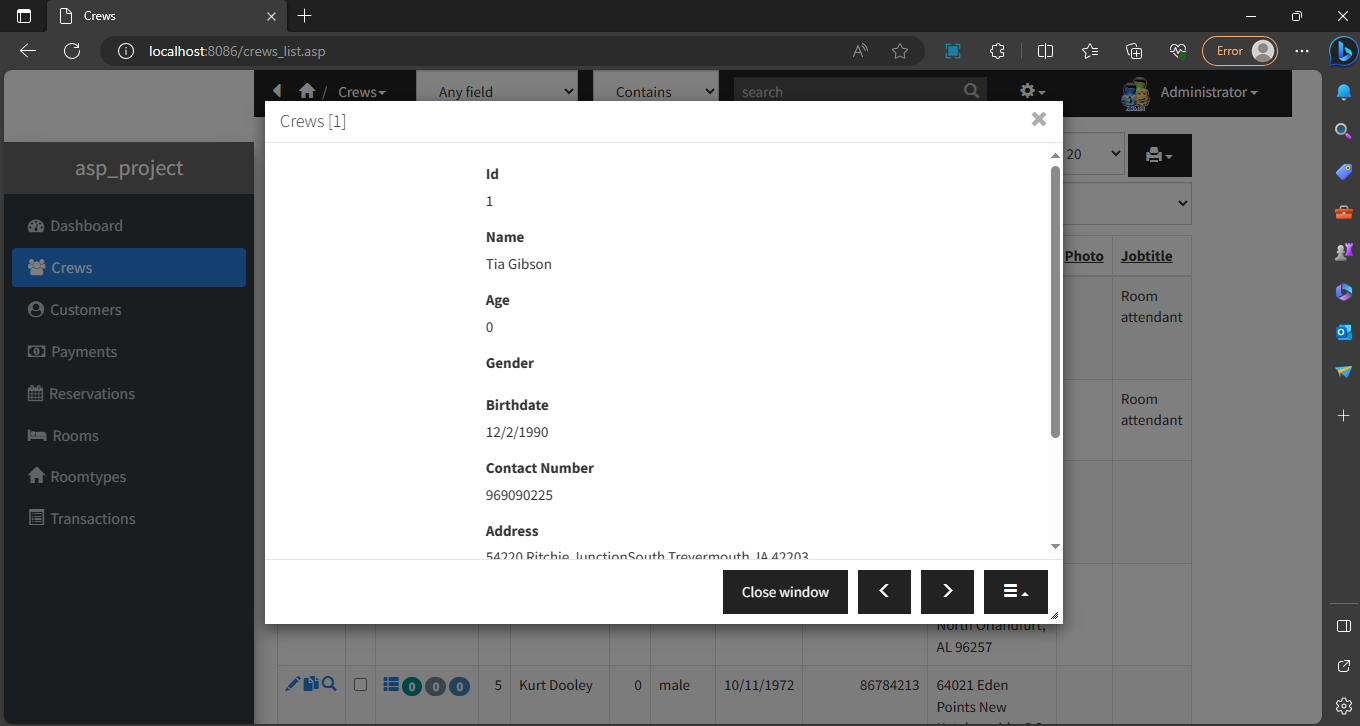 Crews
localhost:8086/crews_list.asp
Error
/ Crews
Any field
Contains
search
Administrator
asp_project
Dashboard
Crews
Customers
Payments
Reservations
Rooms
Roomtypes
Transactions
Crews [1]
Id
1
Name
Tia Gibson
Age
0
Gender
Birthdate
12/2/1990
Contact Number
969090225
Address
54220 Ritchie JunctionSouth Trevermouth, IA 42203
Close window
20
Photo Jobtitle
Room
attendant
Room
attendant
North Orlandfurt,
AL 96257
0 0 0 5 Kurt Dooley 0 male 10/11/1972 86784213 64021 Eden
Points New